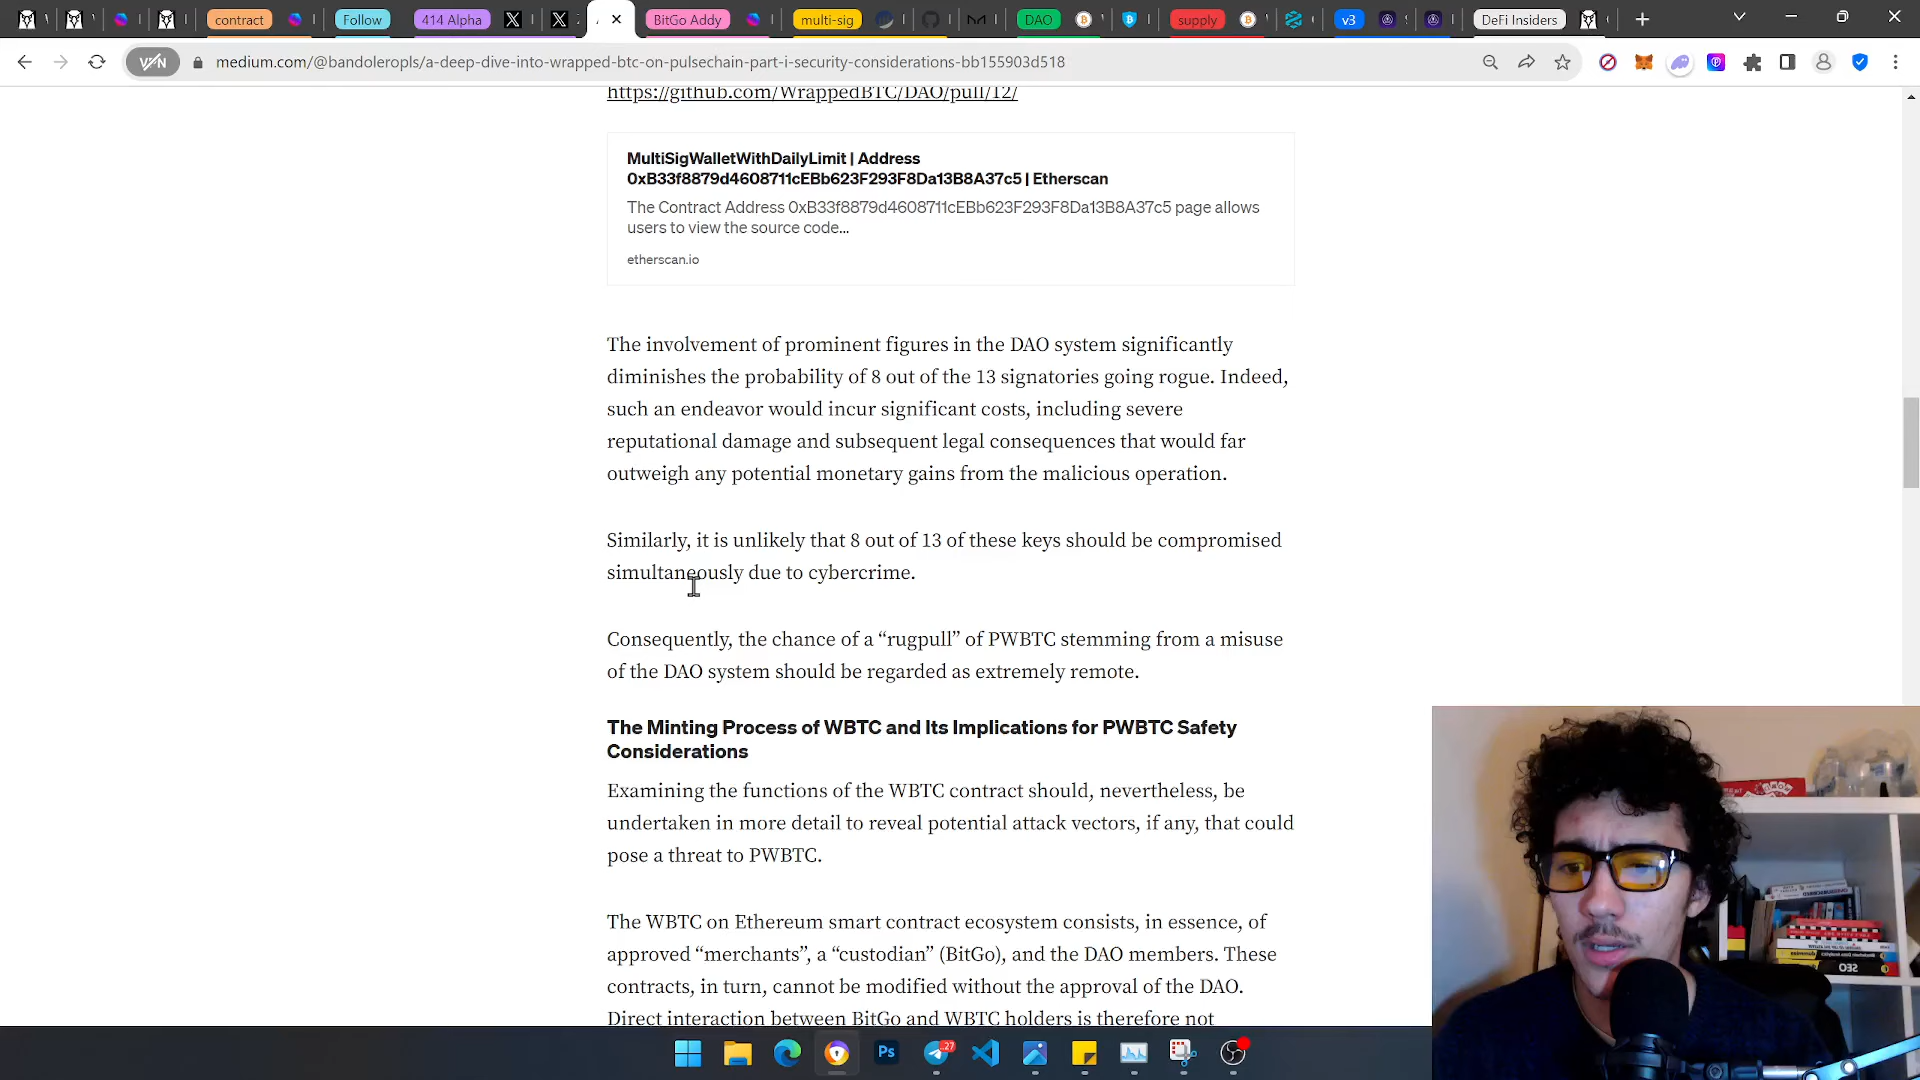 contract
Follow
414 Alpha
BitGo Addy
multi-sig
DAO
supply
v3
DeFi Insiders
VPN
medium.com/@bandoleropls/a-deep-dive-into-wrapped-btc-on-pulsechain-part-i-security-considerations-bb155903d518
https://github.com/WrappedBTC/DAO/pull/12/
MultiSigWalletWithDailyLimit | Address
0xB33f8879d4608711cEBb623F293F8Da13B8A37c5 | Etherscan
The Contract Address 0xB33f8879d4608711cEBb623F293F8Da13B8A37c5 page allows
users to view the source code...
etherscan.io
The involvement of prominent figures in the DAO system significantly
diminishes the probability of 8 out of the 13 signatories going rogue. Indeed,
such an endeavor would incur significant costs, including severe
reputational damage and subsequent legal consequences that would far
outweigh any potential monetary gains from the malicious operation.
Similarly, it is unlikely that 8 out of 13 of these keys should be compromised
simultaneously due to cybercrime.
Consequently, the chance of a “rugpull” of PWBTC stemming from a misuse
of the DAO system should be regarded as extremely remote.
The Minting Process of WBTC and Its Implications for PWBTC Safety
Considerations
Examining the functions of the WBTC contract should, nevertheless, be
undertaken in more detail to reveal potential attack vectors, if any, that could
pose a threat to PWBTC.
The WBTC on Ethereum smart contract ecosystem consists, in essence, of
approved “merchants”, a “custodian” (BitGo), and the DAO members. These
contracts, in turn, cannot be modified without the approval of the DAO.
Direct interaction between BitGo and WBTC holders is therefore not
Ps
27
SEO